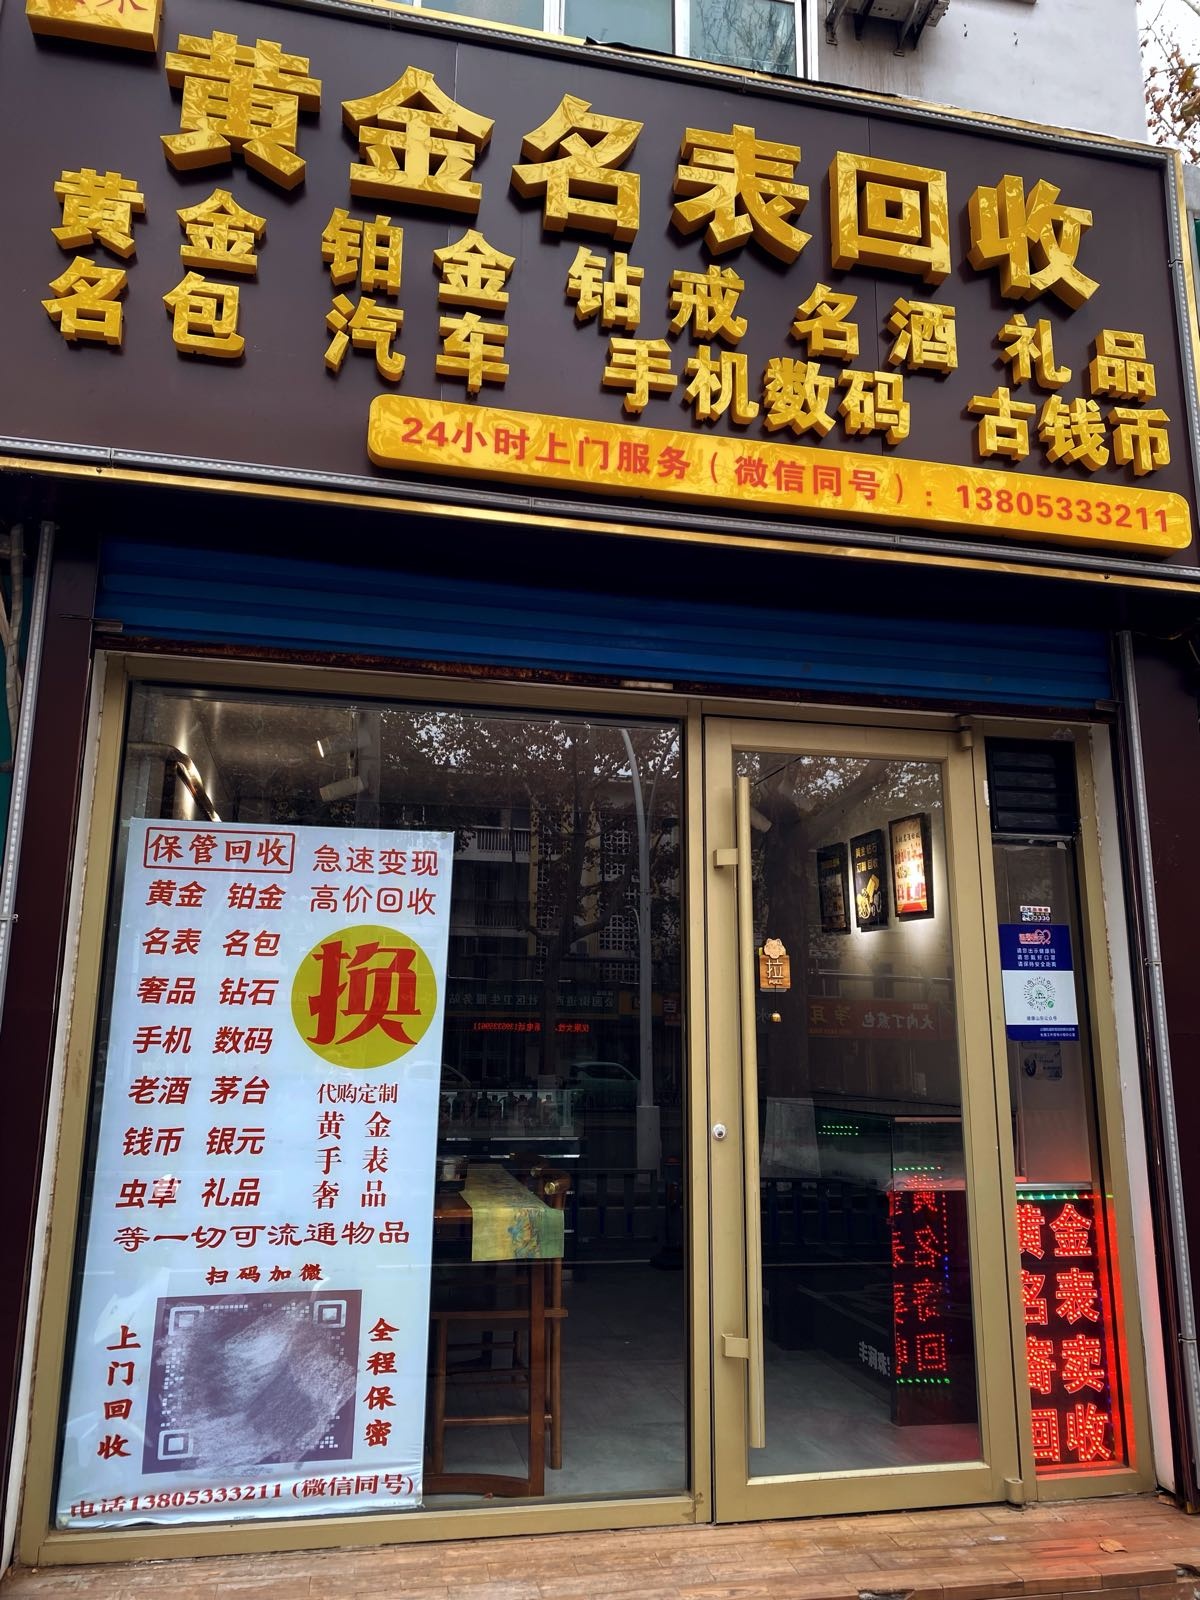 黄金名表回收
黄金 铂金 钻戒 名酒 礼品
名包 汽车 手机数码 古钱币
24小时上门服务（微信同号）：13805333211
保管回收
急速变现
高价回收
黄金 铂金
名表 名包
奢品 钻石
手机 数码
老酒 茅台
钱币 银元
虫草 礼品
换
代购定制
黄金
手表
奢品
等一切可流通物品
扫码加微
上门回收
全程保密
电话13805333211 (微信同号)
拉
黄金
名表
寄卖
回收